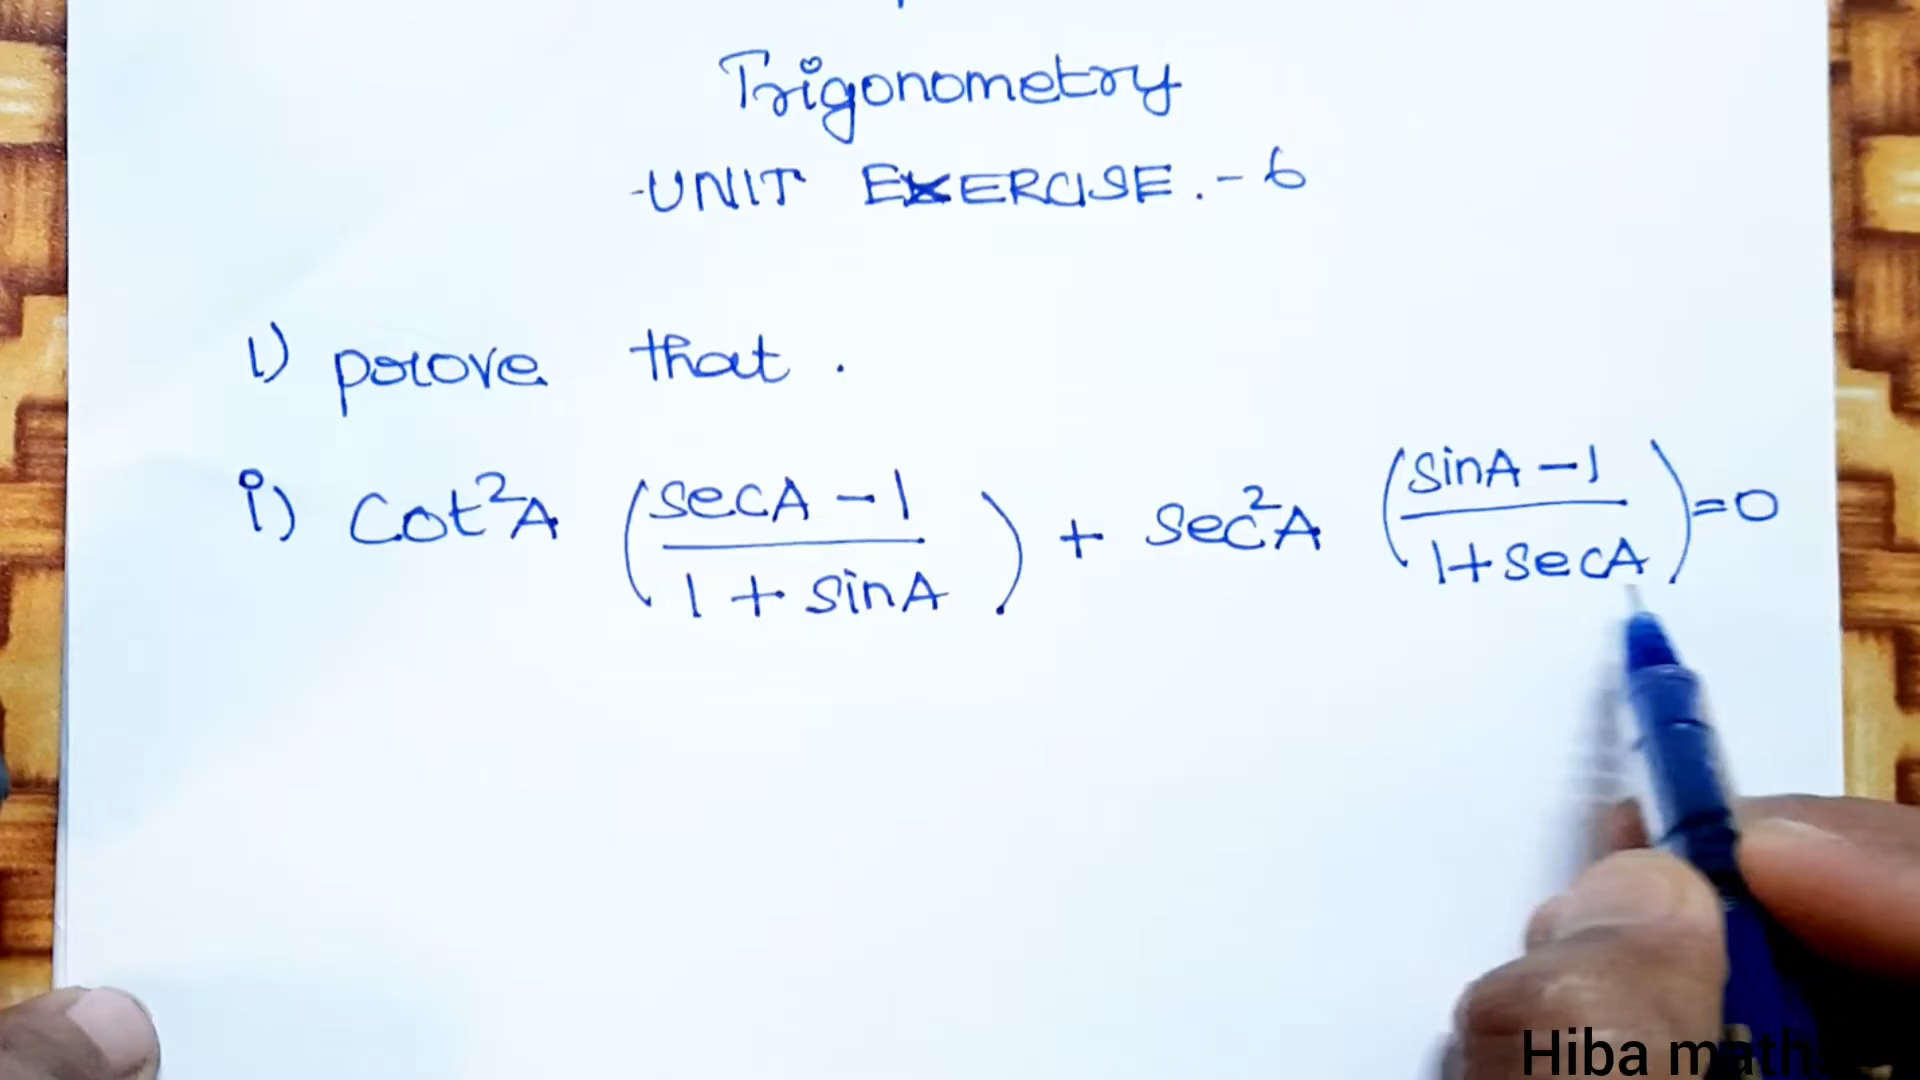 Trigonometry
UNIT EXERCISE. - 6
1) prove that.
i) Cot²A (secA - 1 / 1 + sinA) + Sec²A (sinA - 1 / 1 + secA) = 0
Hiba maths